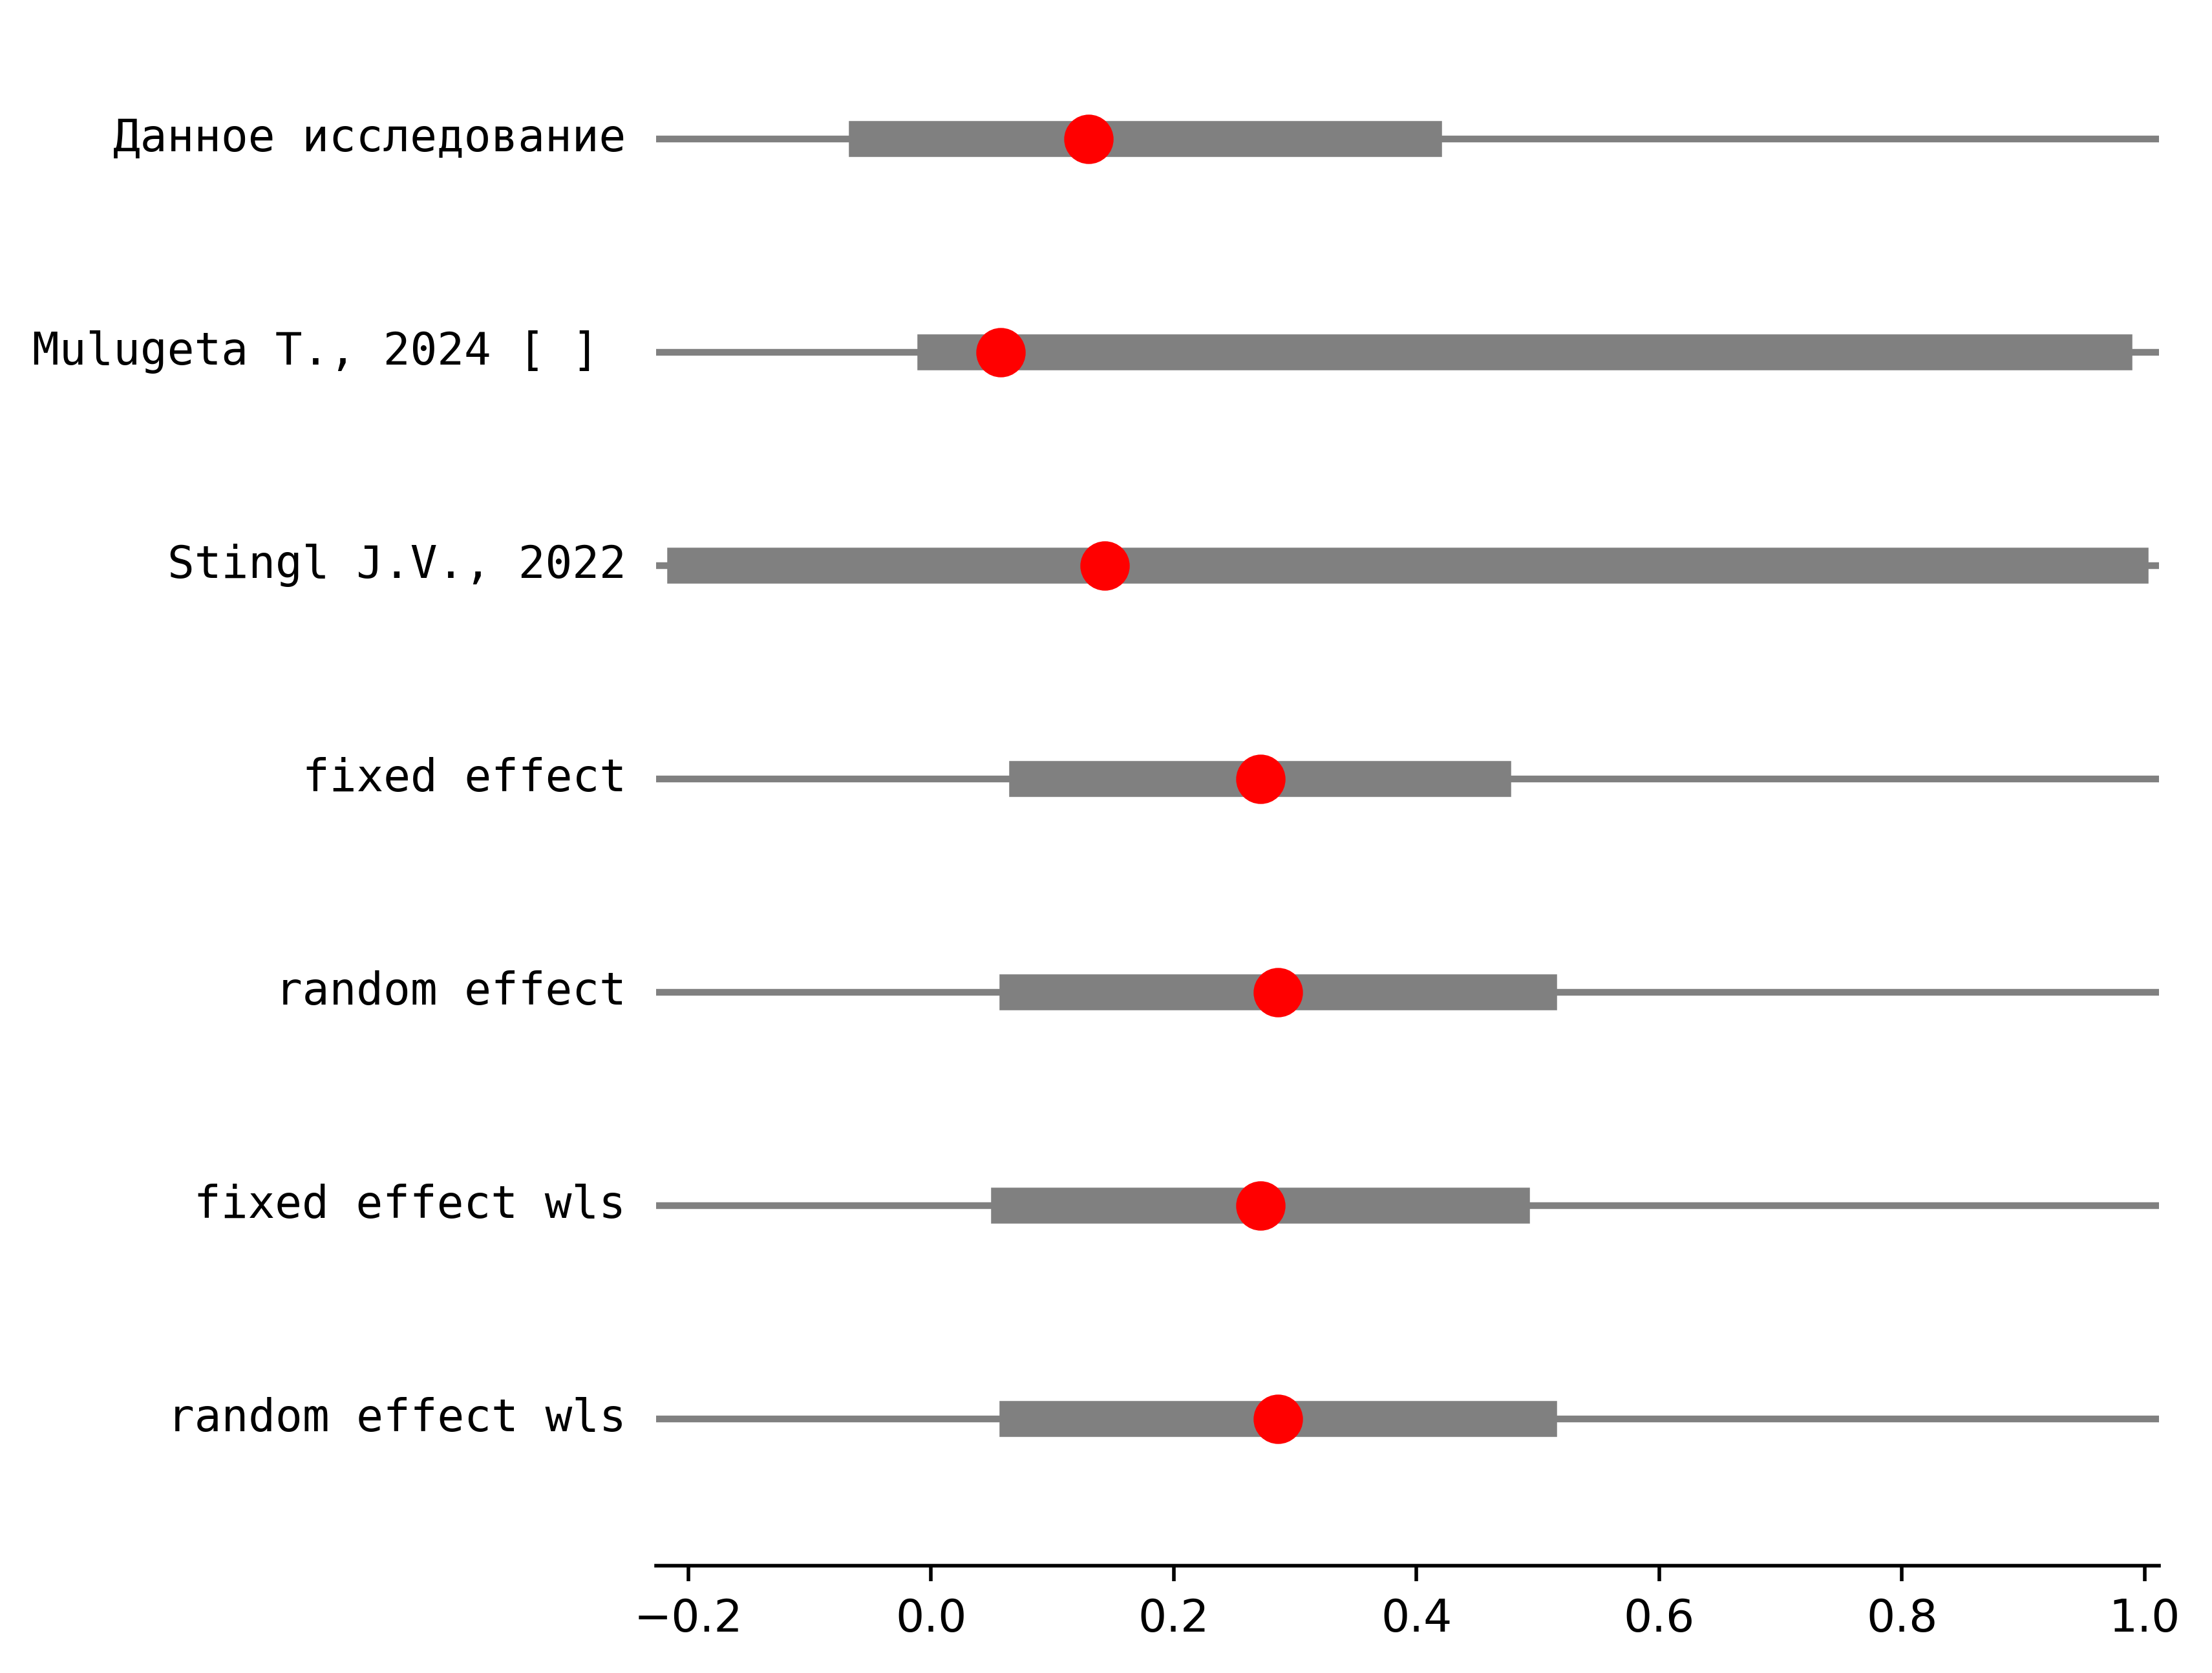 Данное исследование
Mulugeta T., 2024 [ ]
Stingl J.V., 2022
fixed effect
random effect
fixed effect wls
random effect wls
−0.2 0.0 0.2 0.4 0.6 0.8 1.0